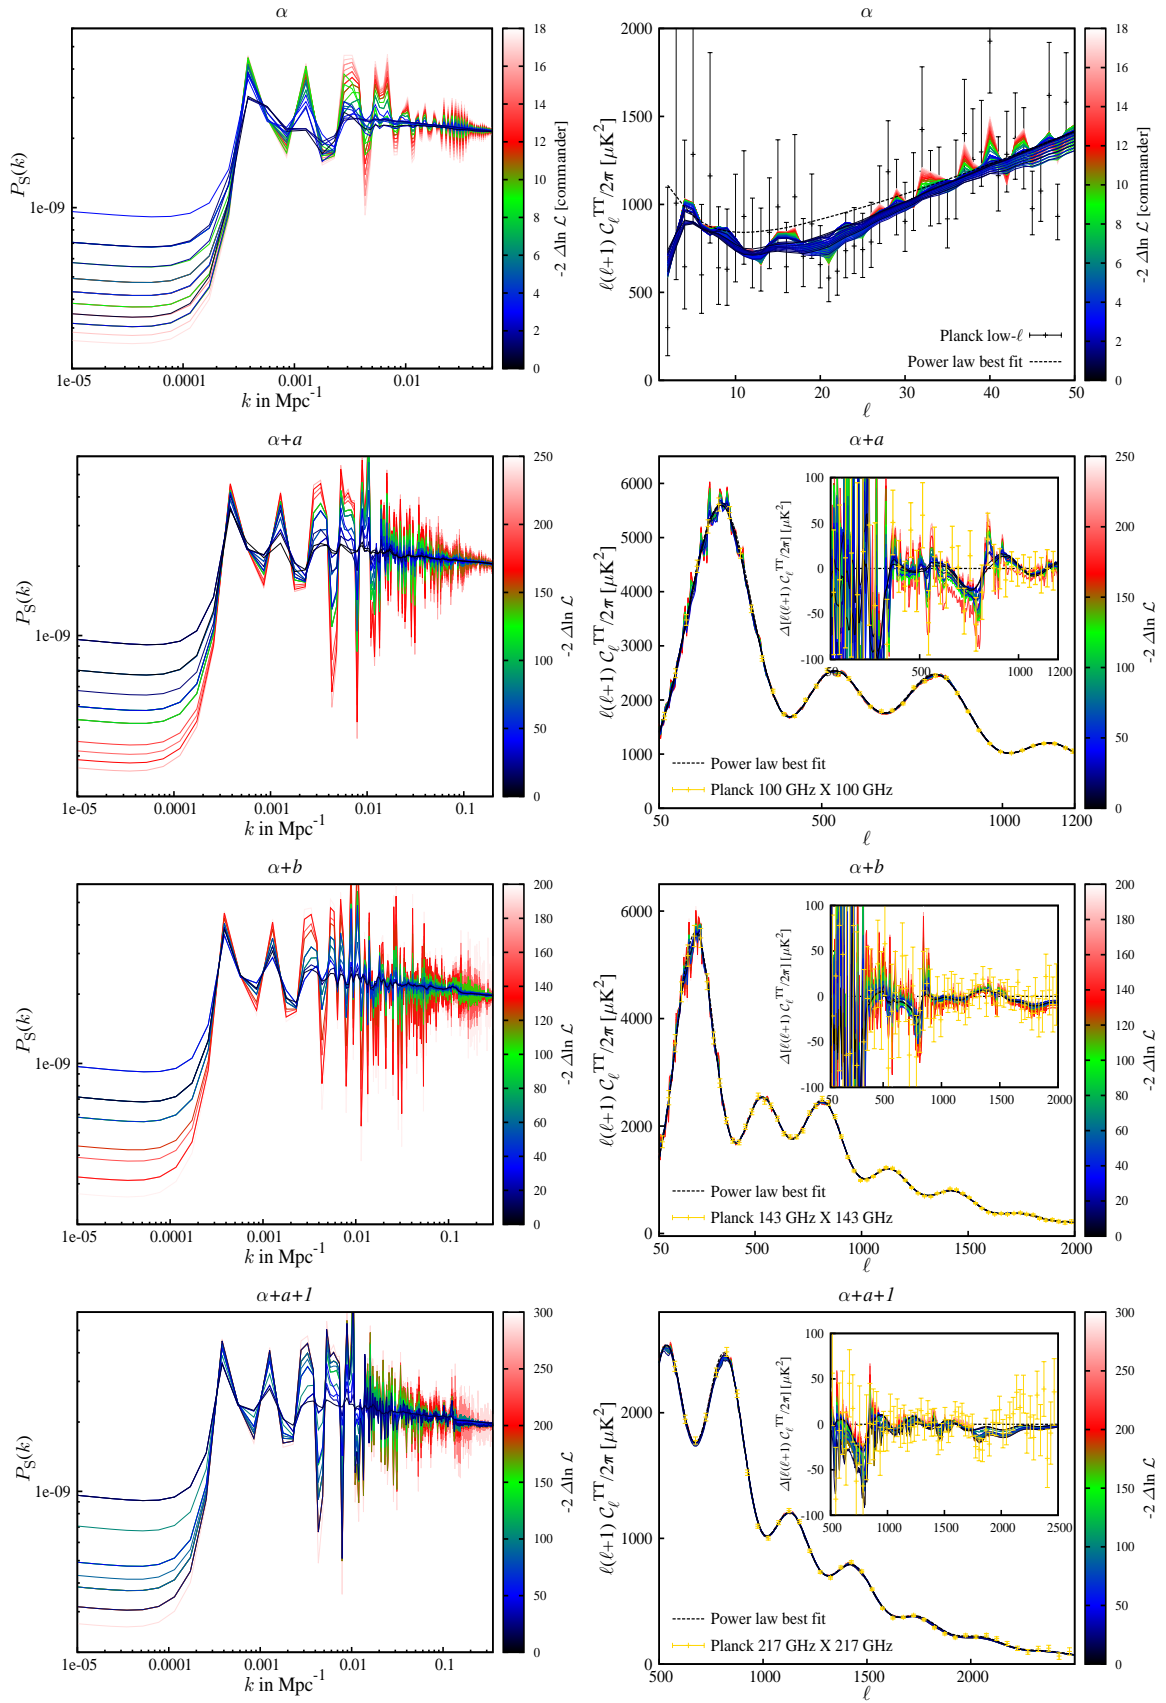 α
P_S(k)
1e-09
1e-05 0.0001 0.001 0.01
k in Mpc⁻¹
18
16
14
12
10
8
6
4
2
0
-2 Δln ℒ [commander]
α
ℓ(ℓ+1) C_ℓ^TT/2π [μK²]
2000
1500
1000
500
0
10 20 30 40 50
ℓ
Planck low-ℓ
Power law best fit
18
16
14
12
10
8
6
4
2
0
-2 Δln ℒ [commander]
α+a
P_S(k)
1e-09
1e-05 0.0001 0.001 0.01 0.1
k in Mpc⁻¹
250
200
150
100
50
0
-2 Δln ℒ
α+a
ℓ(ℓ+1) C_ℓ^TT/2π [μK²]
6000
5000
4000
3000
2000
1000
0
50 500 1000 1200
ℓ
Power law best fit
Planck 100 GHz X 100 GHz
Δ[ℓ(ℓ+1) C_ℓ^TT/2π] [μK²]
100
50
0
-50
-100
50 500 1000 1200
250
200
150
100
50
0
-2 Δln ℒ
α+b
P_S(k)
1e-09
1e-05 0.0001 0.001 0.01 0.1
k in Mpc⁻¹
200
180
160
140
120
100
80
60
40
20
0
-2 Δln ℒ
α+b
ℓ(ℓ+1) C_ℓ^TT/2π [μK²]
6000
4000
2000
0
50 500 1000 1500 2000
ℓ
Power law best fit
Planck 143 GHz X 143 GHz
Δ[ℓ(ℓ+1) C_ℓ^TT/2π] [μK²]
100
50
0
-50
-100
50 500 1000 1500 2000
200
180
160
140
120
100
80
60
40
20
0
-2 Δln ℒ
α+a+1
P_S(k)
1e-09
1e-05 0.0001 0.001 0.01 0.1
k in Mpc⁻¹
300
250
200
150
100
50
0
-2 Δln ℒ
α+a+1
ℓ(ℓ+1) C_ℓ^TT/2π [μK²]
2000
1000
0
500 1000 1500 2000
ℓ
Power law best fit
Planck 217 GHz X 217 GHz
Δ[ℓ(ℓ+1) C_ℓ^TT/2π] [μK²]
100
50
0
-50
-100
500 1000 1500 2000 2500
300
250
200
150
100
50
0
-2 Δln ℒ